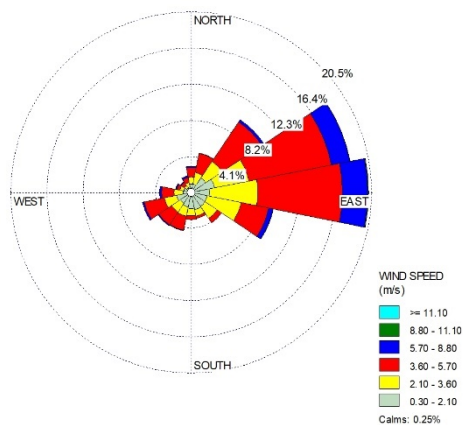 NORTH
20.5%
16.4%
12.3%
8.2%
4.1%
WEST
EAST
SOUTH
WIND SPEED
(m/s)
>= 11.10
8.80 - 11.10
5.70 - 8.80
3.60 - 5.70
2.10 - 3.60
0.30 - 2.10
Calms: 0.25%